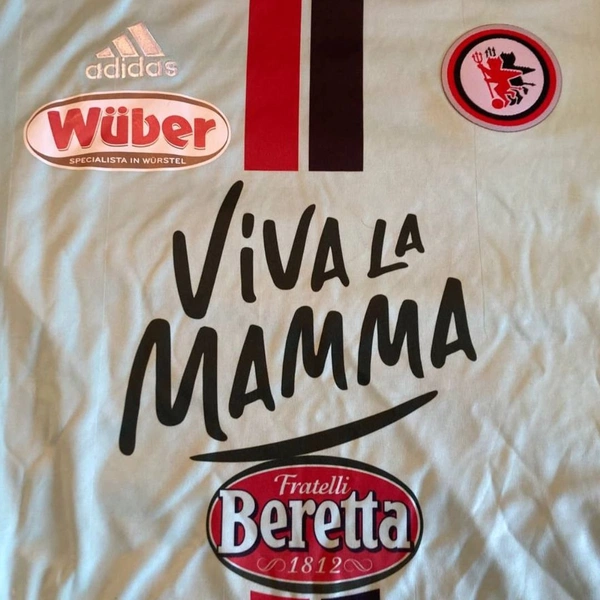 adidas
Wüber
SPECIALISTA IN WÜRSTEL
ViVA LA
MAMMA
Fratelli
Beretta
1812